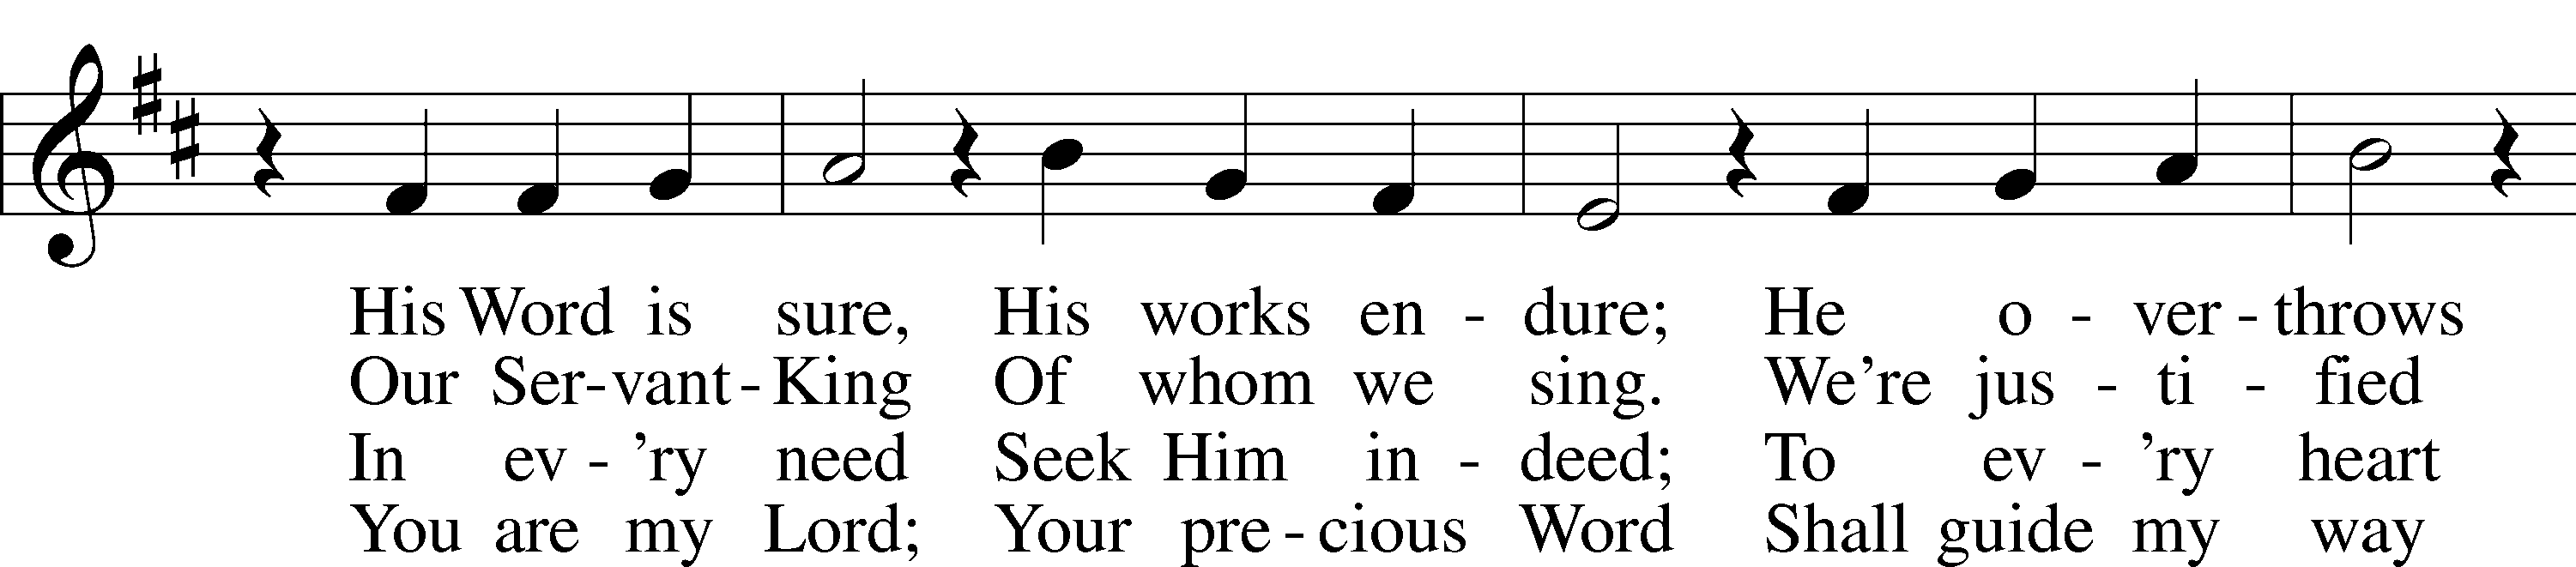 His Word is sure, His works en - dure; He o - ver - throws
Our Ser - vant - King Of whom we sing. We're jus - ti - fied
In ev - 'ry need Seek Him in - deed; To ev - 'ry heart
You are my Lord; Your pre - cious Word Shall guide my way